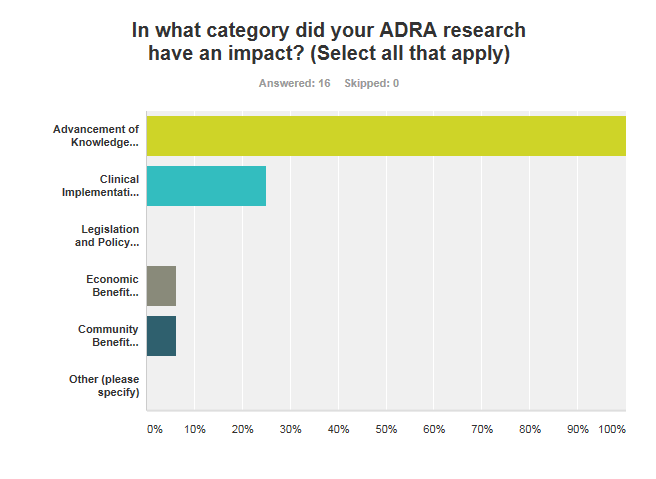 In what category did your ADRA research
have an impact? (Select all that apply)
Answered: 16 Skipped: 0
Advancement of
Knowledge...
Clinical
Implementati...
Legislation
and Policy...
Economic
Benefit...
Community
Benefit...
Other (please
specify)
0% 10% 20% 30% 40% 50% 60% 70% 80% 90% 100%